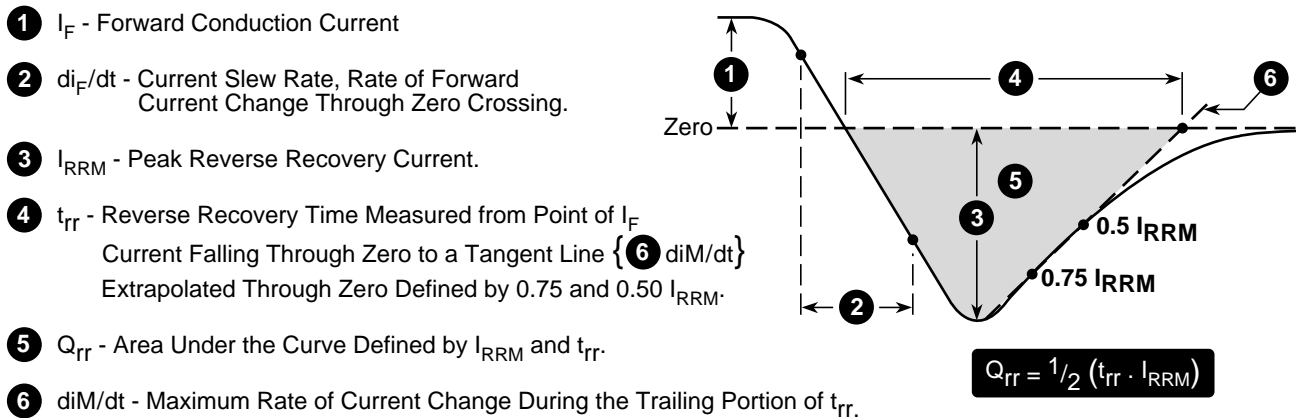 1 I_F - Forward Conduction Current
2 di_F/dt - Current Slew Rate, Rate of Forward
Current Change Through Zero Crossing.
3 I_RRM - Peak Reverse Recovery Current.
4 t_rr - Reverse Recovery Time Measured from Point of I_F
Current Falling Through Zero to a Tangent Line { 6 diM/dt}
Extrapolated Through Zero Defined by 0.75 and 0.50 I_RRM.
5 Q_rr - Area Under the Curve Defined by I_RRM and t_rr.
6 diM/dt - Maximum Rate of Current Change During the Trailing Portion of t_rr.
1
4
6
Zero
5
3
0.5 I_RRM
0.75 I_RRM
2
Q_rr = 1/2 (t_rr . I_RRM)